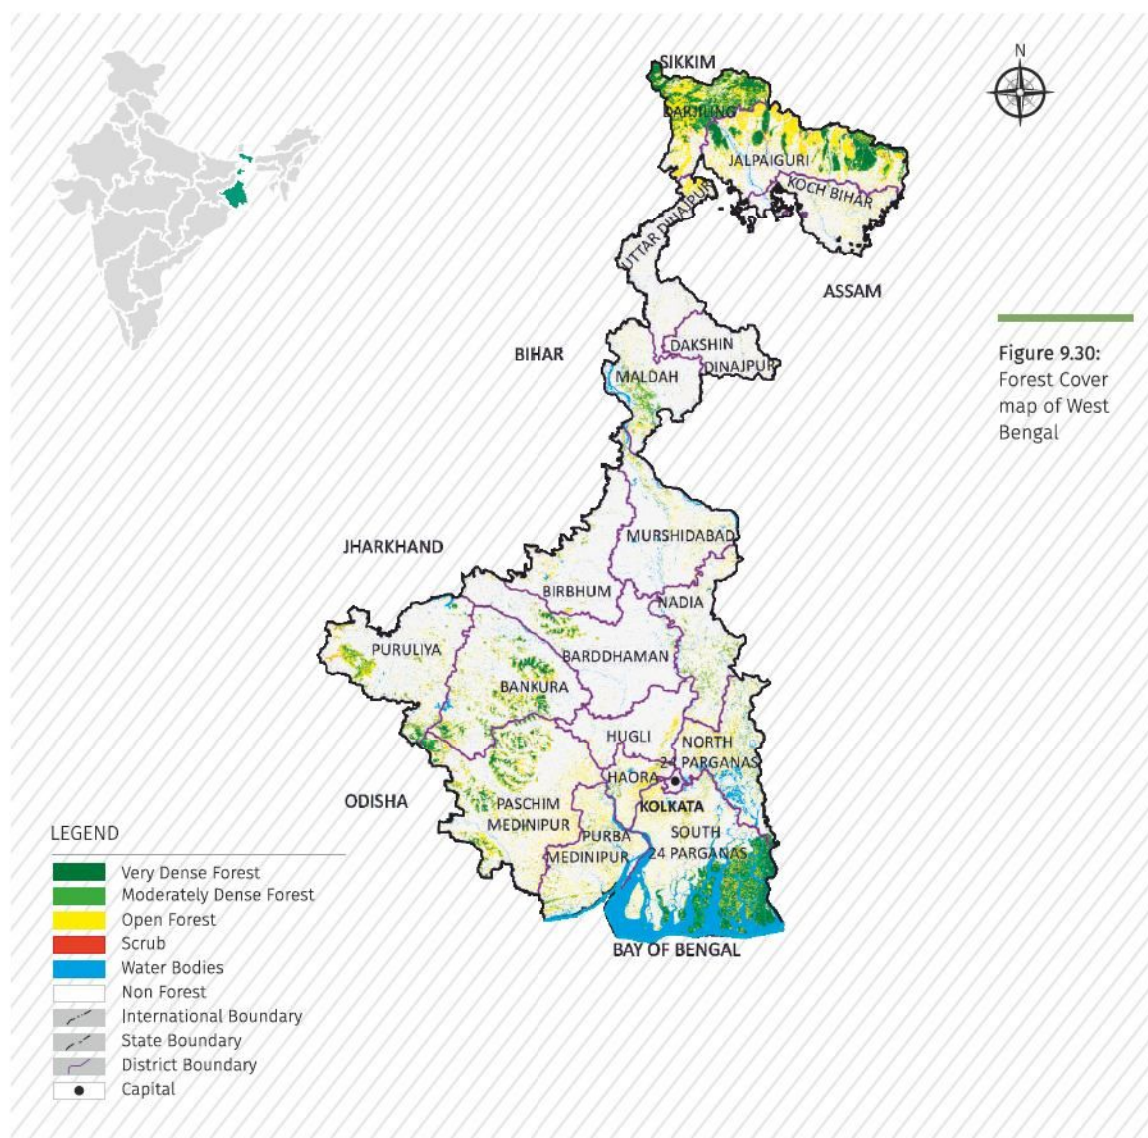 N
SIKKIM
DARJILING
JALPAIGURI
KOCH BIHAR
UTTAR DINAJPUR
ASSAM
DAKSHIN
DINAJPUR
BIHAR
MALDAH
Figure 9.30:
Forest Cover
map of West
Bengal
MURSHIDABAD
JHARKHAND
BIRBHUM
NADIA
PURULIYA
BARDDHAMAN
BANKURA
HUGLI
NORTH
24 PARGANAS
HAORA
KOLKATA
ODISHA
PASCHIM
MEDINIPUR
PURBA
MEDINIPUR
SOUTH
24 PARGANAS
BAY OF BENGAL
LEGEND
Very Dense Forest
Moderately Dense Forest
Open Forest
Scrub
Water Bodies
Non Forest
International Boundary
State Boundary
District Boundary
Capital